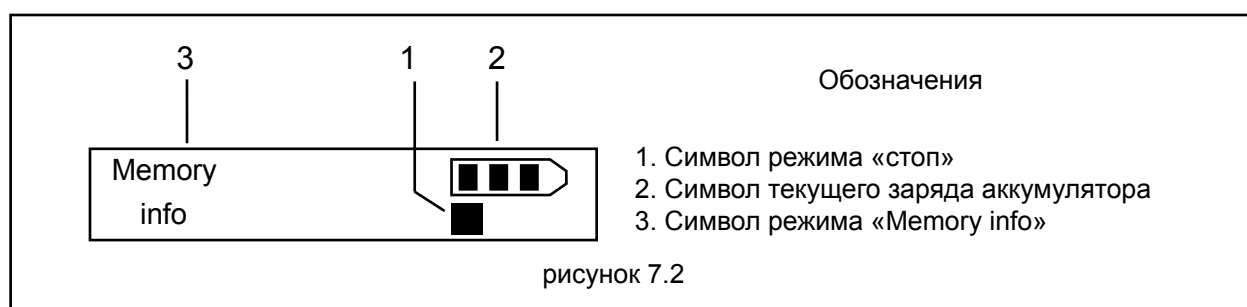 3 1 2
Обозначения
Memory
info
1. Символ режима «стоп»
2. Символ текущего заряда аккумулятора
3. Символ режима «Memory info»
рисунок 7.2